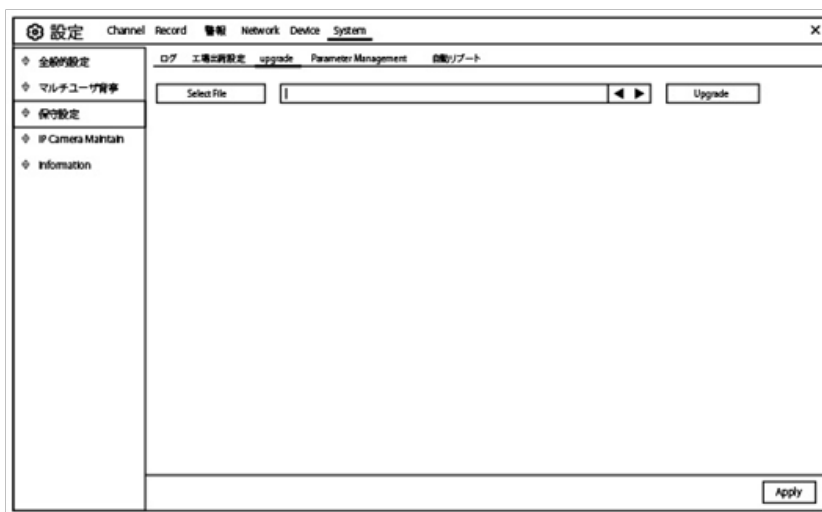 設定 Channel Record 警報 Network Device System ×
全般的設定
マルチユーザ背事
保守設定
IP Camera Maintain
Information
ログ 工場出荷設定 upgrade Parameter Management 自動リブート
Select File Upgrade
Apply